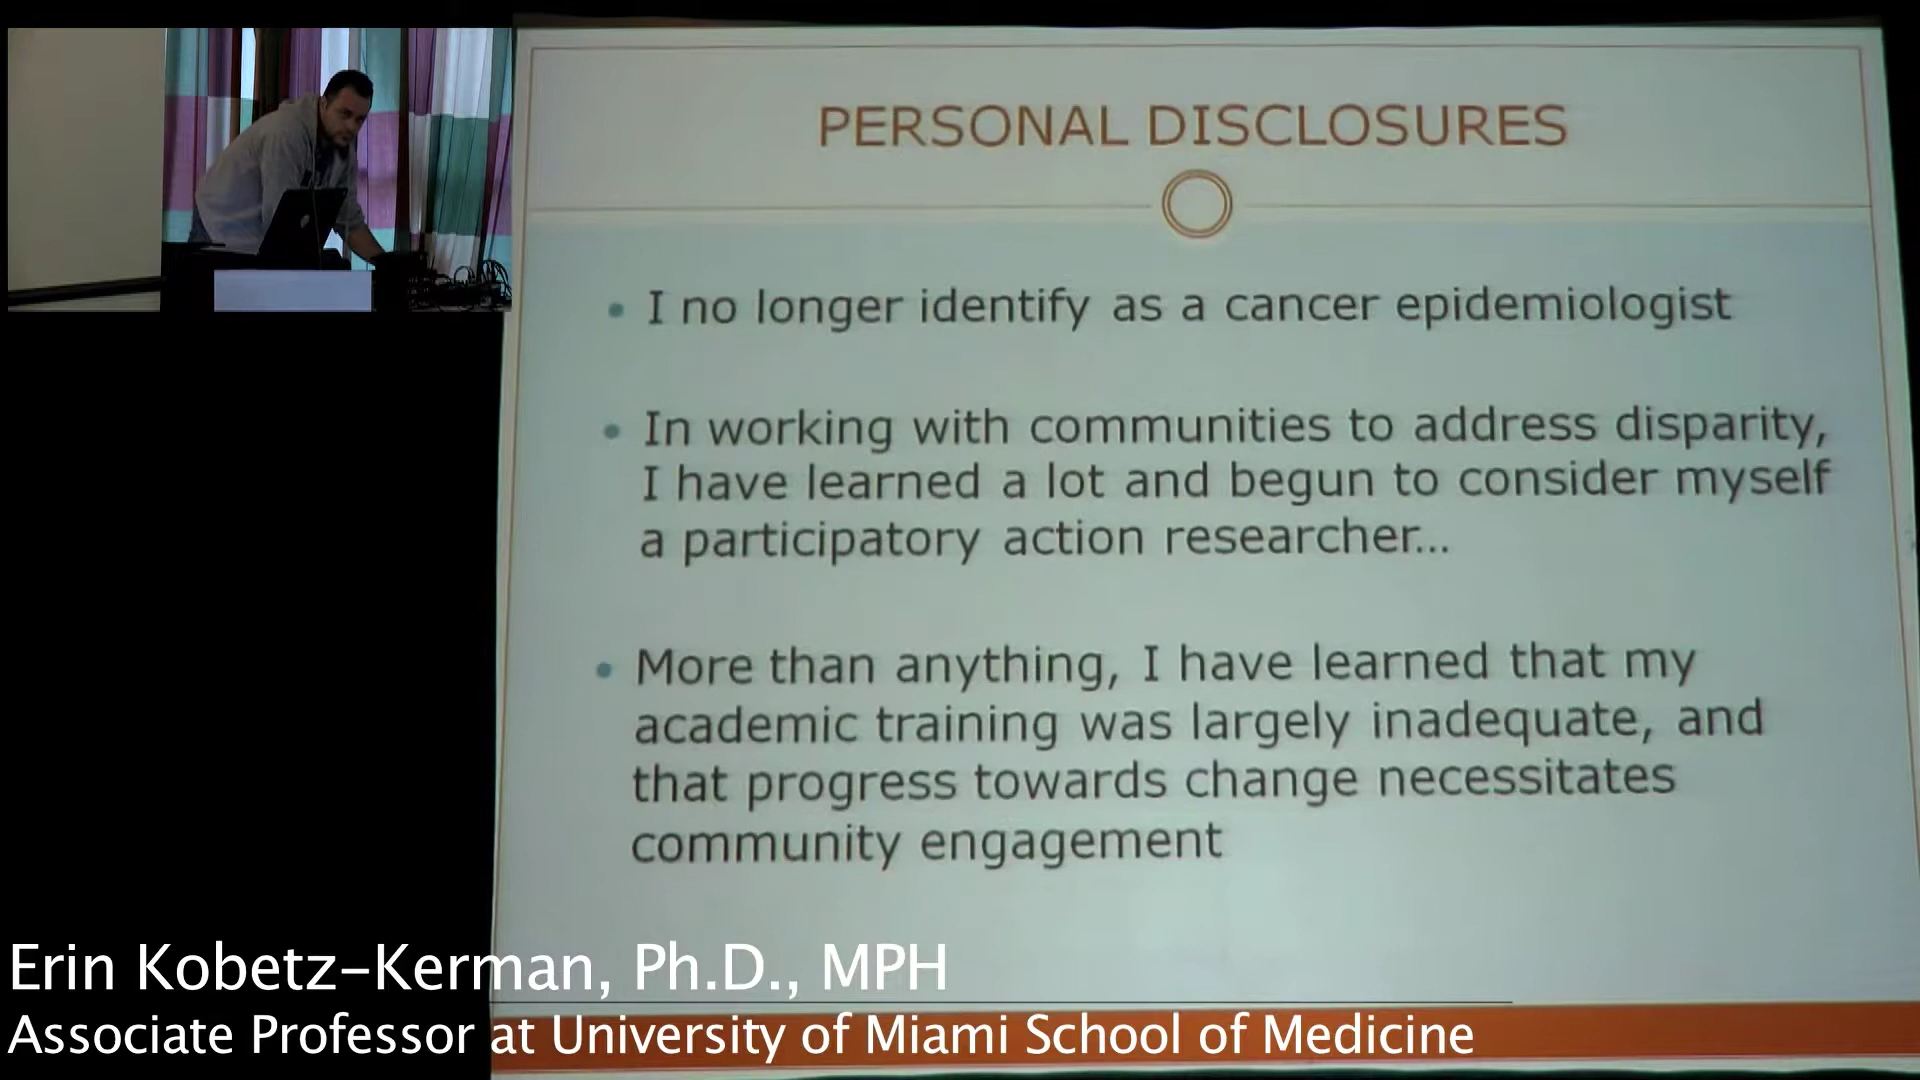 PERSONAL DISCLOSURES
• I no longer identify as a cancer epidemiologist
• In working with communities to address disparity,
I have learned a lot and begun to consider myself
a participatory action researcher...
• More than anything, I have learned that my
academic training was largely inadequate, and
that progress towards change necessitates
community engagement
Erin Kobetz-Kerman, Ph.D., MPH
Associate Professor at University of Miami School of Medicine